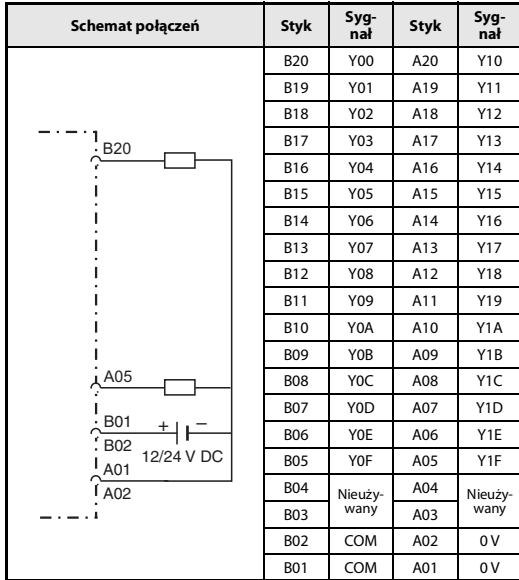 Schemat połączeń Styk Syg-
nał Styk Syg-
nał
B20 Y00 A20 Y10
B19 Y01 A19 Y11
B18 Y02 A18 Y12
B17 Y03 A17 Y13
B16 Y04 A16 Y14
B15 Y05 A15 Y15
B14 Y06 A14 Y16
B13 Y07 A13 Y17
B12 Y08 A12 Y18
B11 Y09 A11 Y19
B10 Y0A A10 Y1A
B09 Y0B A09 Y1B
B08 Y0C A08 Y1C
B07 Y0D A07 Y1D
B06 Y0E A06 Y1E
B05 Y0F A05 Y1F
B04 Nieuży-
wany A04 Nieuży-
wany
B03 A03
B02 COM A02 0 V
B01 COM A01 0 V
B20
A05
B01 + –
B02 12/24 V DC
A01
A02